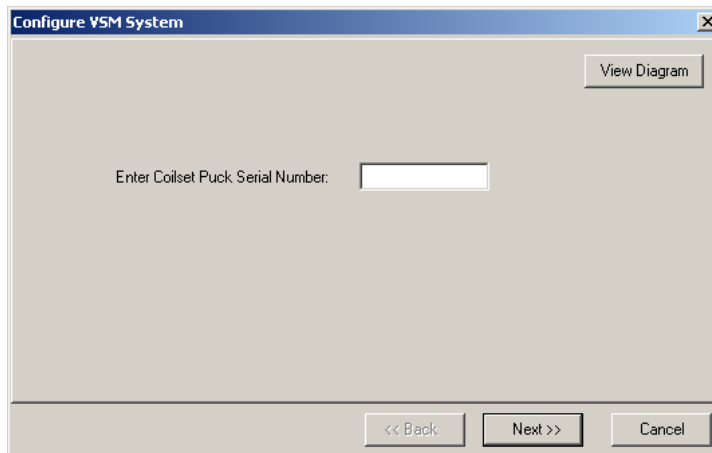 Configure VSM System
View Diagram
Enter Coilset Puck Serial Number:
<< Back
Next >>
Cancel